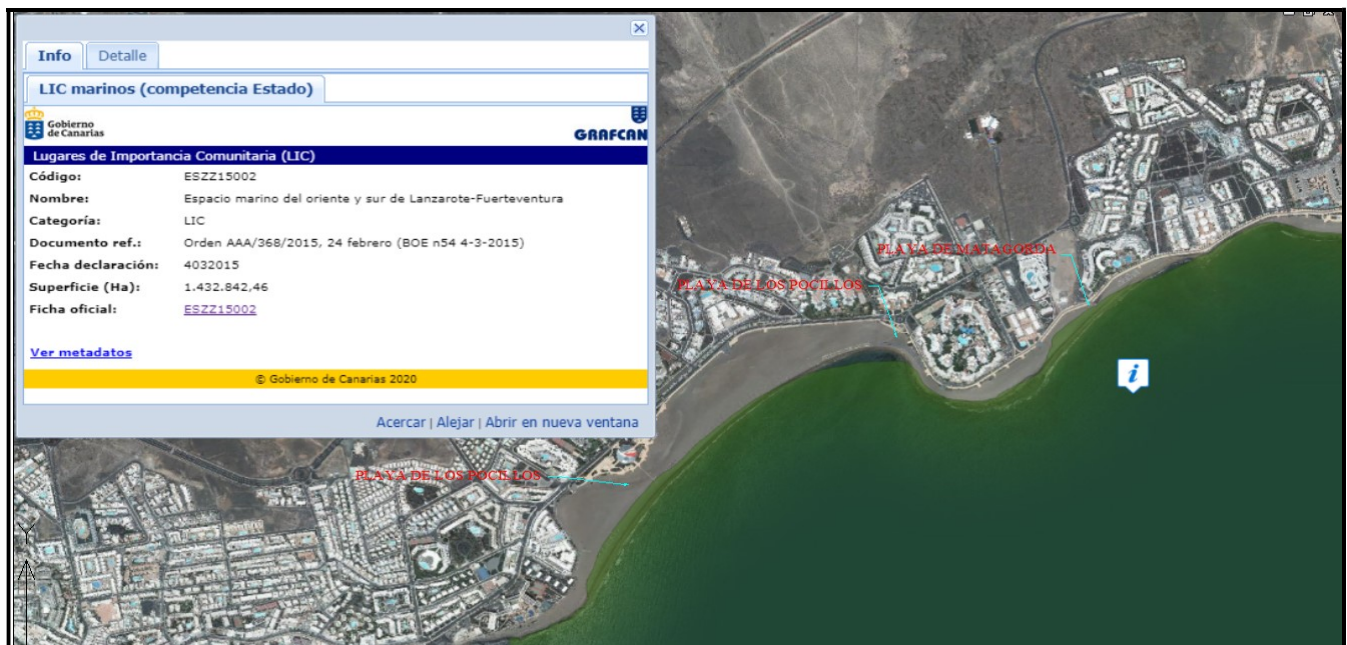 Info Detalle
LIC marinos (competencia Estado)
Gobierno
de Canarias
GRAFCAN
Lugares de Importancia Comunitaria (LIC)
Código: ESZZ15002
Nombre: Espacio marino del oriente y sur de Lanzarote-Fuerteventura
Categoría: LIC
Documento ref.: Orden AAA/368/2015, 24 febrero (BOE n54 4-3-2015)
Fecha declaración: 4032015
Superficie (Ha): 1.432.842,46
Ficha oficial: ESZZ15002
Ver metadatos
© Gobierno de Canarias 2020
Acercar | Alejar | Abrir en nueva ventana
PLAYA DE MATAGORDA
PLAYA DE LOS POCILLOS
i
PLAYA DE LOS POCILLOS
Y